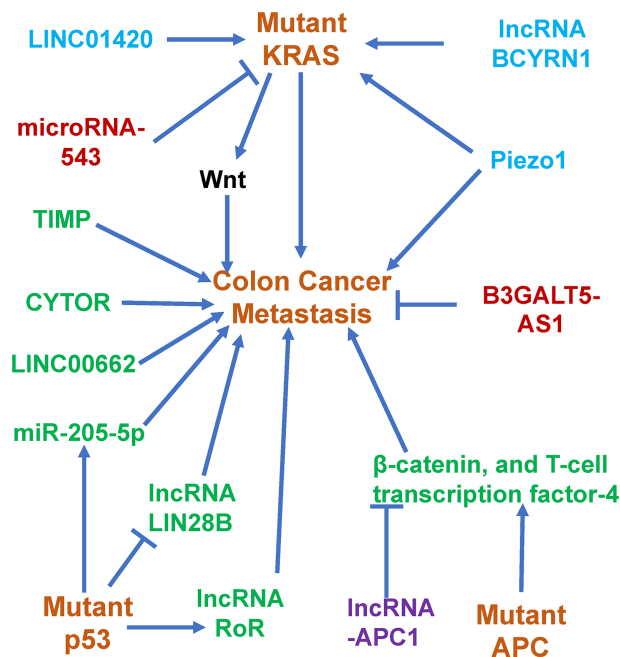 LINC01420
Mutant
KRAS
lncRNA
BCYRN1
microRNA-
543
Wnt
Piezo1
TIMP
Colon Cancer
Metastasis
CYTOR
B3GALT5-
AS1
LINC00662
miR-205-5p
lncRNA
LIN28B
β-catenin, and T-cell
transcription factor-4
Mutant
p53
lncRNA
RoR
lncRNA
-APC1
Mutant
APC